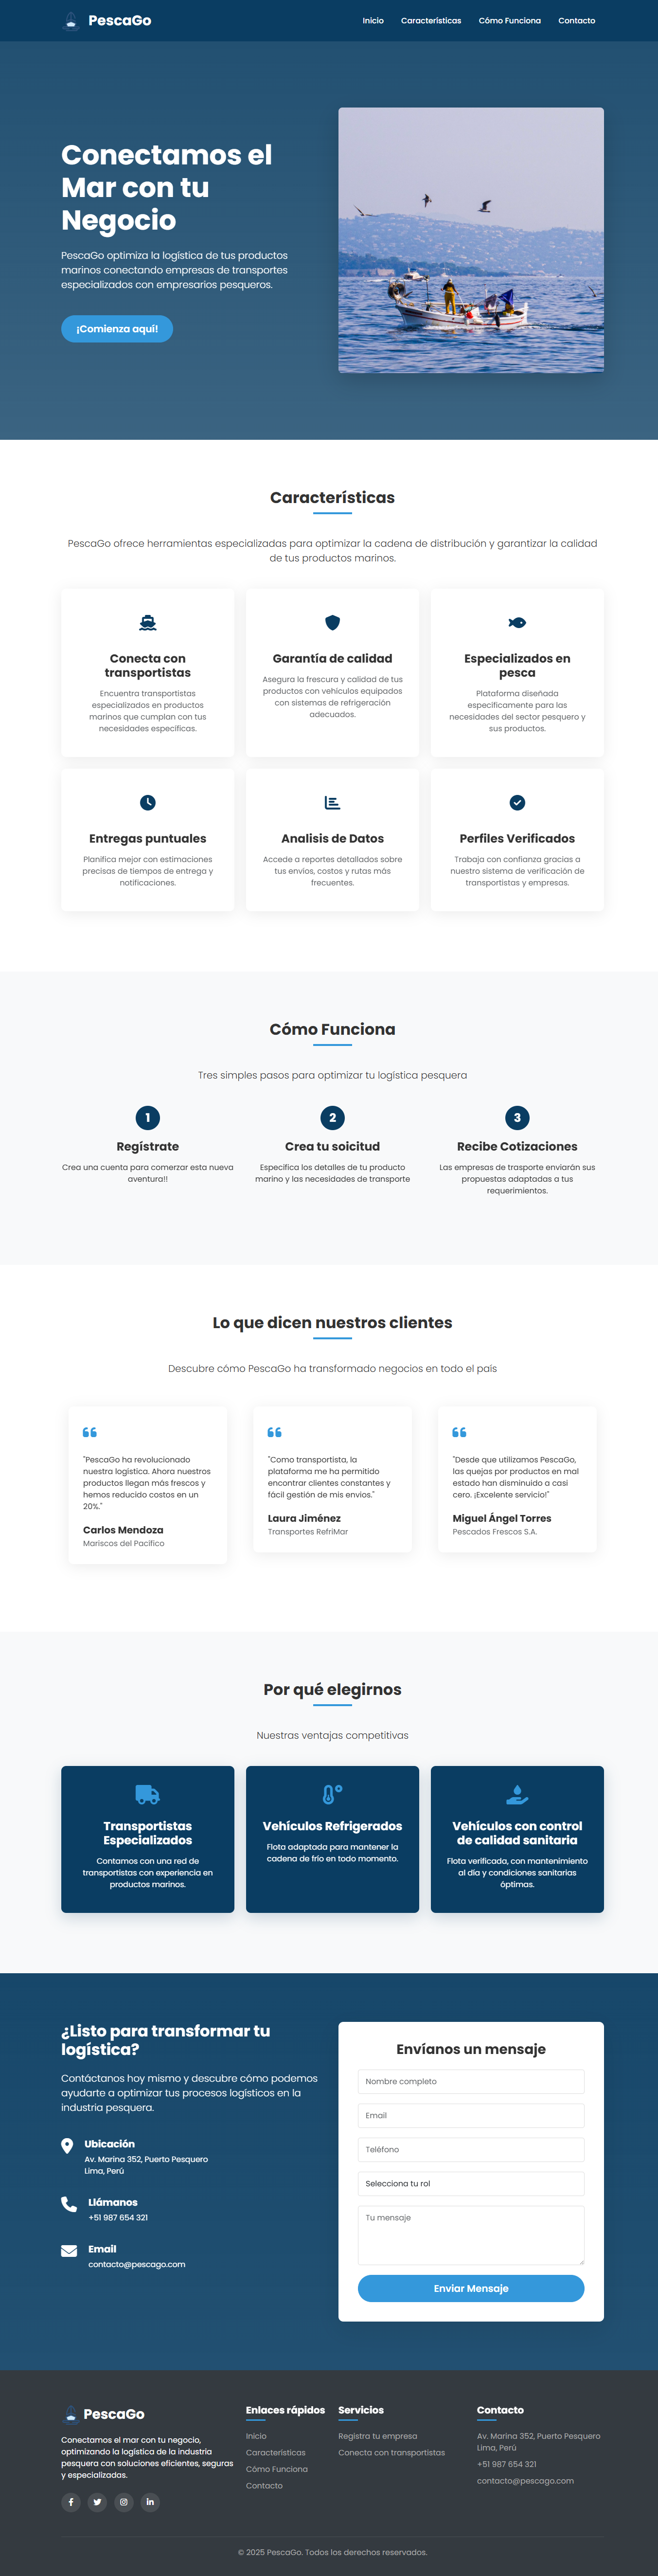 PescaGo
Inicio
Características
Cómo Funciona
Contacto
Conectamos el
Mar con tu
Negocio
PescaGo optimiza la logística de tus productos
marinos conectando empresas de transportes
especializados con empresarios pesqueros.
¡Comienza aquí!
Características
PescaGo ofrece herramientas especializadas para optimizar la cadena de distribución y garantizar la calidad
de tus productos marinos.
Conecta con
transportistas
Encuentra transportistas
especializados en productos
marinos que cumplan con tus
necesidades específicas.
Garantía de calidad
Asegura la frescura y calidad de tus
productos con vehículos equipados
con sistemas de refrigeración
adecuados.
Especializados en
pesca
Plataforma diseñada
específicamente para las
necesidades del sector pesquero y
sus productos.
Entregas puntuales
Planifica mejor con estimaciones
precisas de tiempos de entrega y
notificaciones.
Analisis de Datos
Accede a reportes detallados sobre
tus envíos, costos y rutas más
frecuentes.
Perfiles Verificados
Trabaja con confianza gracias a
nuestro sistema de verificación de
transportistas y empresas.
Cómo Funciona
Tres simples pasos para optimizar tu logística pesquera
1
Regístrate
Crea una cuenta para comerzar esta nueva
aventura!!
2
Crea tu soicitud
Especifica los detalles de tu producto
marino y las necesidades de transporte
3
Recibe Cotizaciones
Las empresas de trasporte enviarán sus
propuestas adaptadas a tus
requerimientos.
Lo que dicen nuestros clientes
Descubre cómo PescaGo ha transformado negocios en todo el país
"PescaGo ha revolucionado
nuestra logística. Ahora nuestros
productos llegan más frescos y
hemos reducido costos en un
20%."
Carlos Mendoza
Mariscos del Pacífico
"Como transportista, la
plataforma me ha permitido
encontrar clientes constantes y
fácil gestión de mis envíos."
Laura Jiménez
Transportes RefriMar
"Desde que utilizamos PescaGo,
las quejas por productos en mal
estado han disminuido a casi
cero. ¡Excelente servicio!"
Miguel Ángel Torres
Pescados Frescos S.A.
Por qué elegirnos
Nuestras ventajas competitivas
Transportistas
Especializados
Contamos con una red de
transportistas con experiencia en
productos marinos.
Vehículos Refrigerados
Flota adaptada para mantener la
cadena de frío en todo momento.
Vehículos con control
de calidad sanitaria
Flota verificada, con mantenimiento
al día y condiciones sanitarias
óptimas.
¿Listo para transformar tu
logística?
Contáctanos hoy mismo y descubre cómo podemos
ayudarte a optimizar tus procesos logísticos en la
industria pesquera.
Ubicación
Av. Marina 352, Puerto Pesquero
Lima, Perú
Llámanos
+51 987 654 321
Email
contacto@pescago.com
Envíanos un mensaje
Nombre completo
Email
Teléfono
Selecciona tu rol
Tu mensaje
Enviar Mensaje
PescaGo
Conectamos el mar con tu negocio,
optimizando la logística de la industria
pesquera con soluciones eficientes, seguras
y especializadas.
Enlaces rápidos
Inicio
Características
Cómo Funciona
Contacto
Servicios
Registra tu empresa
Conecta con transportistas
Contacto
Av. Marina 352, Puerto Pesquero
Lima, Perú
+51 987 654 321
contacto@pescago.com
© 2025 PescaGo. Todos los derechos reservados.